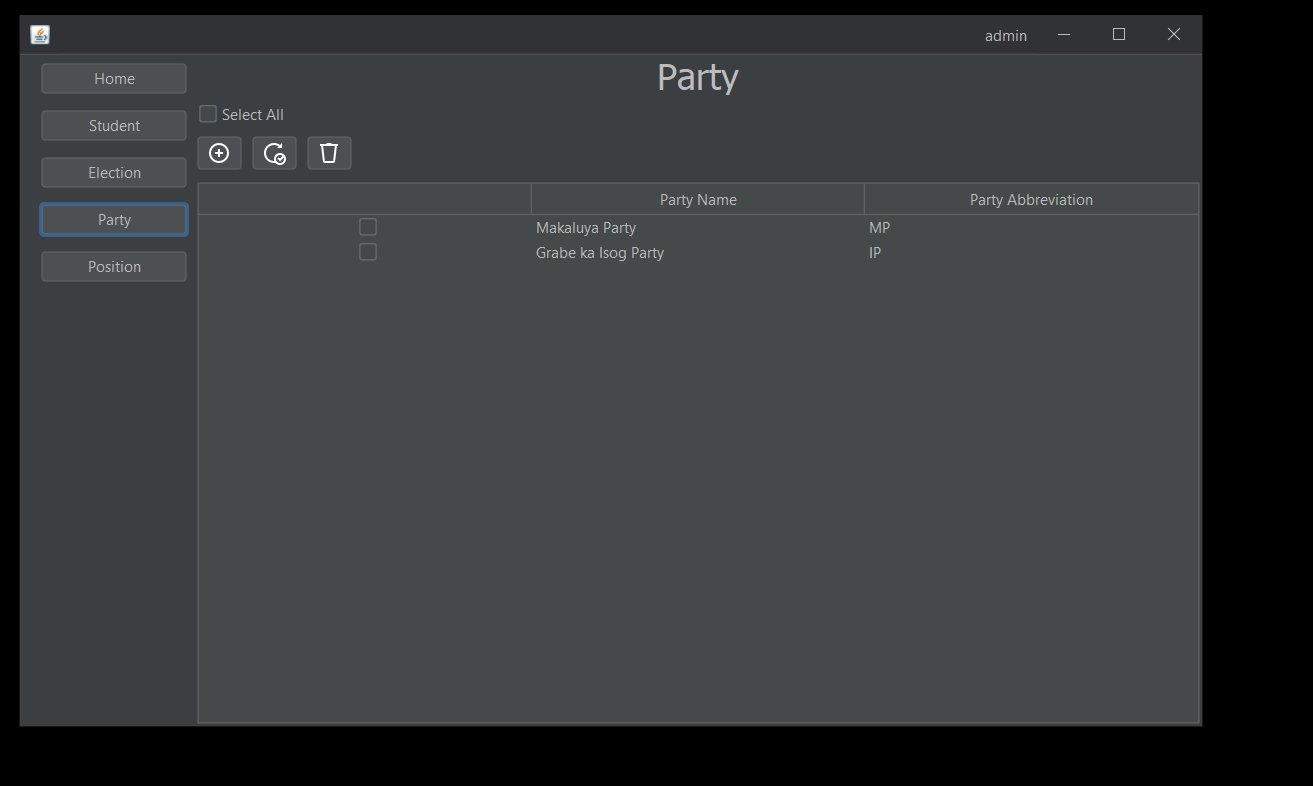 admin
Home
Student
Election
Party
Position
Party
Select All
Party Name Party Abbreviation
Makaluya Party MP
Grabe ka Isog Party IP